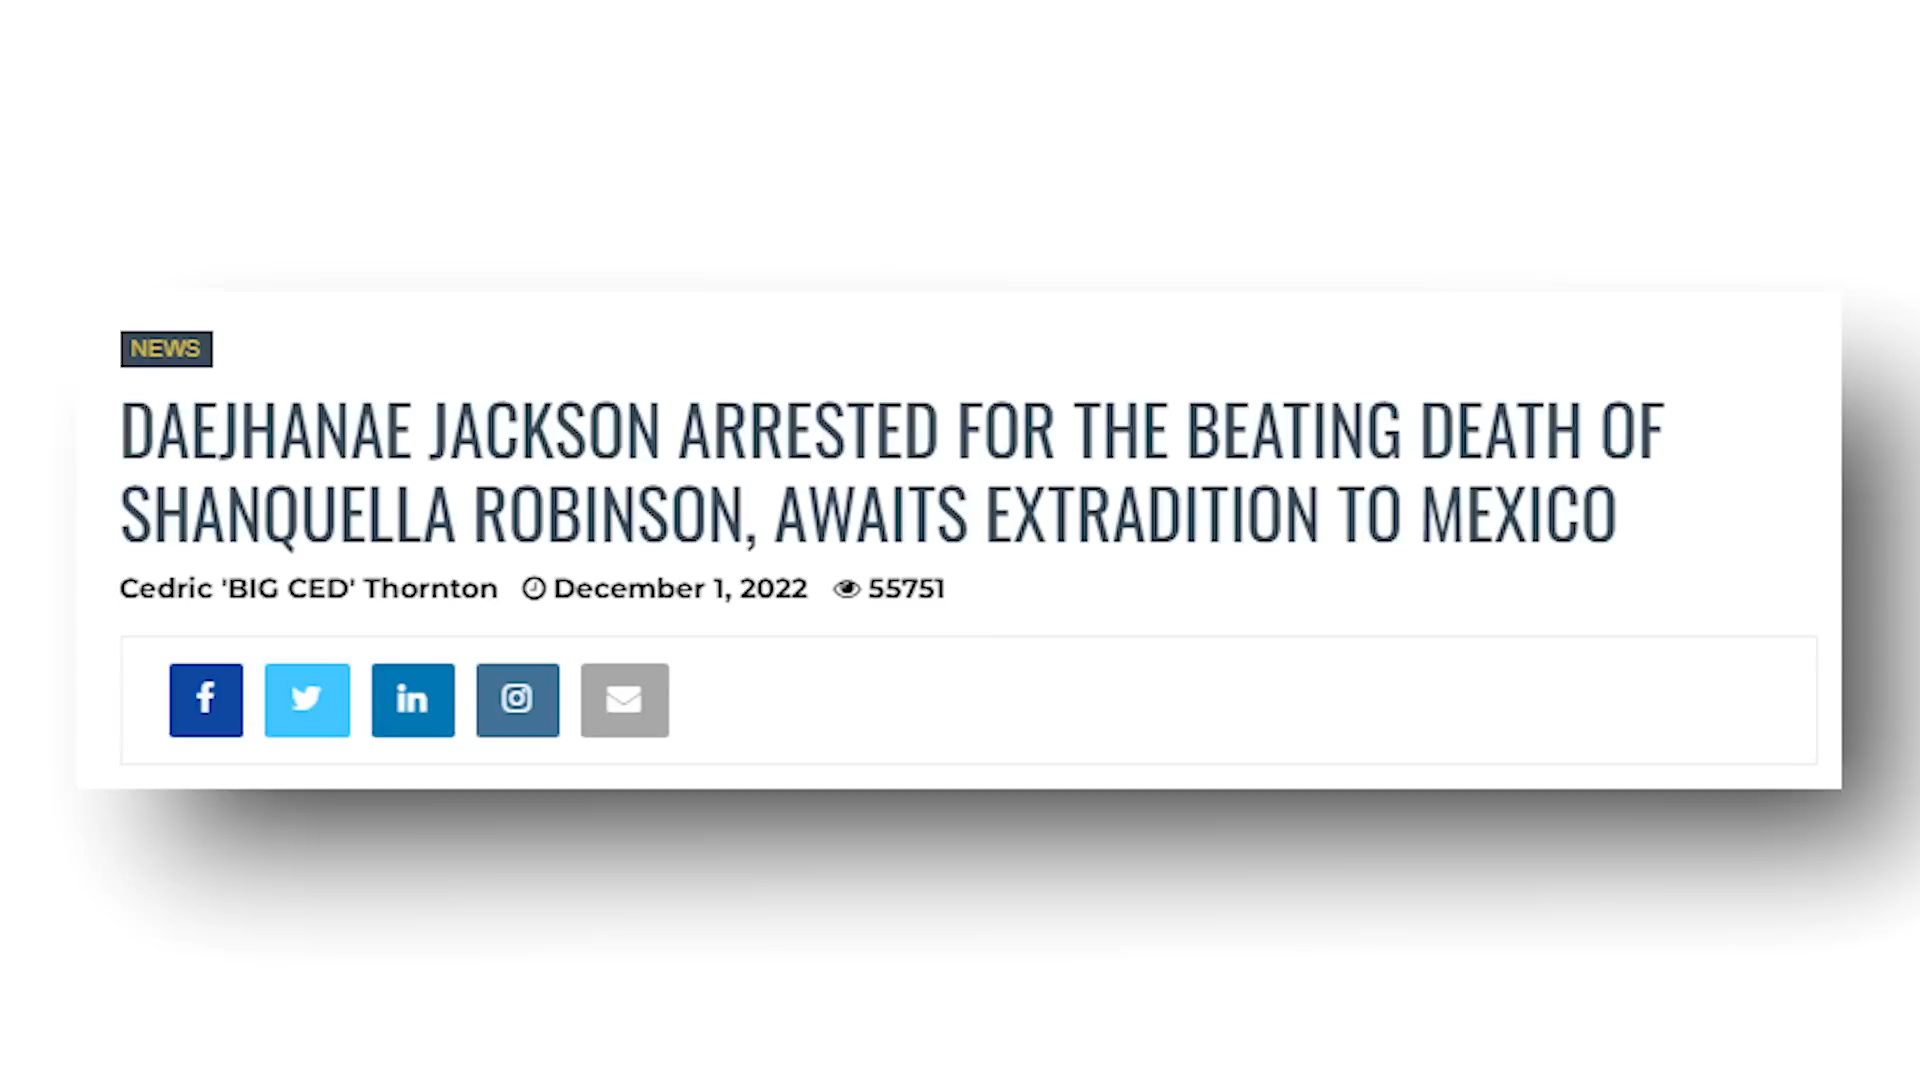 NEWS
DAEJHANAE JACKSON ARRESTED FOR THE BEATING DEATH OF
SHANQUELLA ROBINSON, AWAITS EXTRADITION TO MEXICO
Cedric 'BIG CED' Thornton December 1, 2022 55751